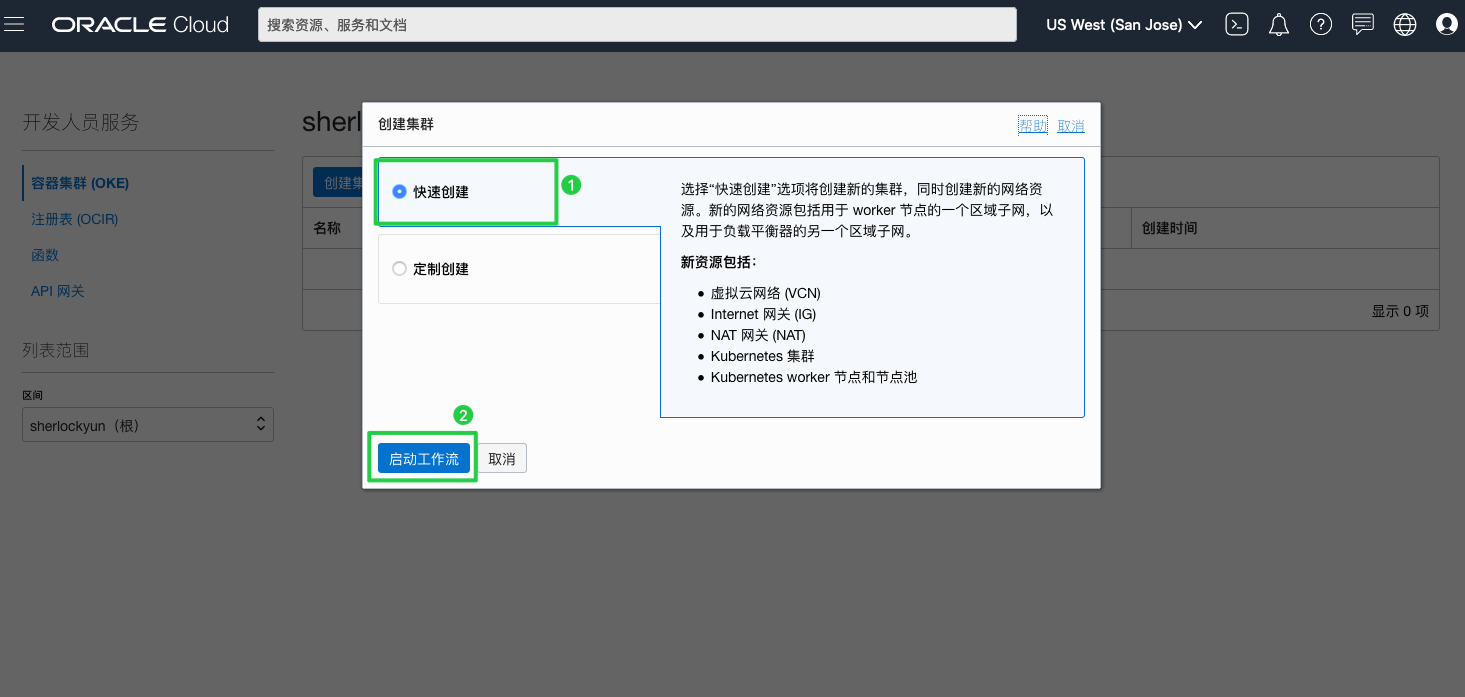 ORACLE Cloud
搜索资源、服务和文档
US West (San Jose)
开发人员服务
容器集群 (OKE)
注册表 (OCIR)
函数
API 网关
列表范围
区间
sherlockyun（根）
sherl
创建集
名称
创建时间
显示 0 项
创建集群
帮助 取消
1
快速创建
定制创建
选择“快速创建”选项将创建新的集群，同时创建新的网络资
源。新的网络资源包括用于 worker 节点的一个区域子网，以
及用于负载平衡器的另一个区域子网。
新资源包括：
• 虚拟云网络 (VCN)
• Internet 网关 (IG)
• NAT 网关 (NAT)
• Kubernetes 集群
• Kubernetes worker 节点和节点池
2
启动工作流 取消